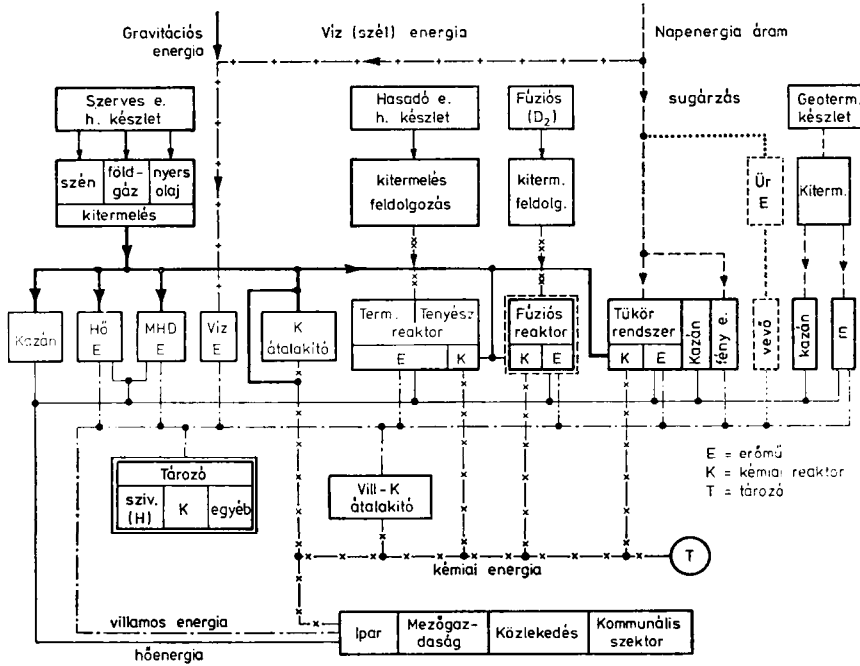 Gravitációs
energia
Víz (szél) energia
Napenergia áram
sugárzás
Szerves e.
h. készlet
szén
föld-
gáz
nyers
olaj
kitermelés
Hasadó e.
h. készlet
kitermelés
feldolgozás
Fúziós
(D₂)
kiterm.
feldolg.
Geoterm.
készlet
Űr
E
Kiterm.
Kazán
Hő
E
MHD
E
Víz
E
K
átalakító
Term. Tenyész
reaktor
E
K
Fúziós
reaktor
K
E
Tükör
rendszer
K
E
Kazán
fény e.
vevő
kazán
E = erőmű
K = kémiai reaktor
T = tározó
Tározó
sziv.
(H)
K
egyéb
Vill-K
átalakító
kémiai energia
T
villamos energia
hőenergia
Ipar
Mezőgaz-
daság
Közlekedés
Kommunális
szektor